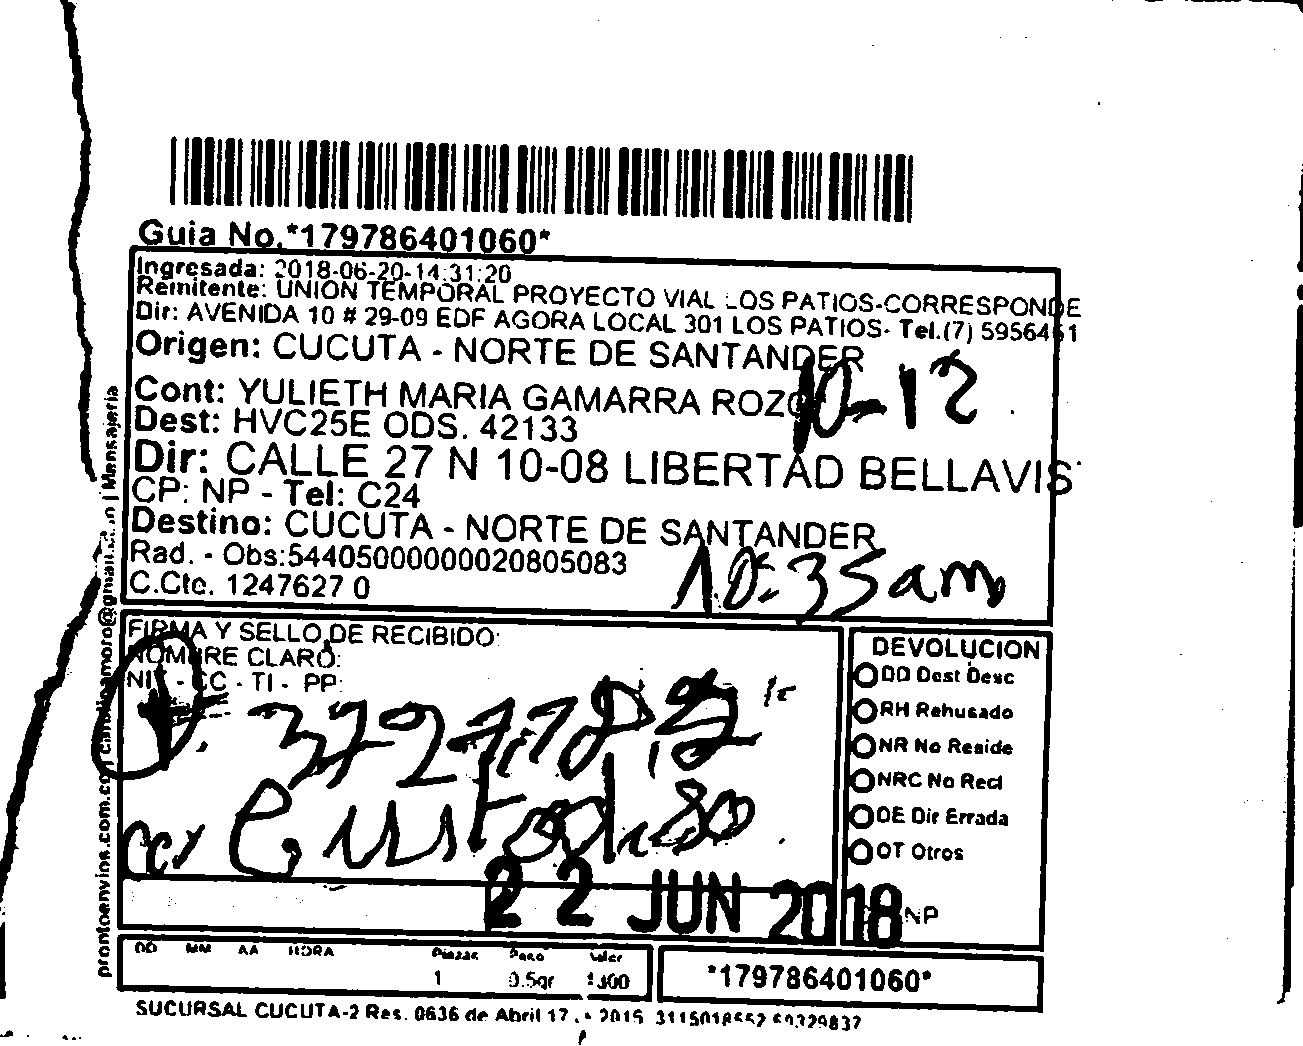 Guia No.*179786401060*
Ingresada: 2018-06-20-14:31:20
Remitente: UNION TEMPORAL PROYECTO VIAL LOS PATIOS-CORRESPONDE
Dir: AVENIDA 10 # 29-09 EDF AGORA LOCAL 301 LOS PATIOS- Tel.(7) 5956461
Origen: CUCUTA - NORTE DE SANTANDER
10-12
Cont: YULIETH MARIA GAMARRA ROZO
Dest: HVC25E ODS. 42133
Dir: CALLE 27 N 10-08 LIBERTAD BELLAVIS
CP: NP - Tel: C24
Destino: CUCUTA - NORTE DE SANTANDER
Rad. - Obs:54405000000020805083
C.Cto. 1247627 0
10:35am
FIRMA Y SELLO DE RECIBIDO:
NOMBRE CLARO:
NIT - CC - TI - PP:
DEVOLUCION
DD Dest Desc
RH Rehusado
NR No Reside
NRC No Recl
DE Dir Errada
OT Otros
NP
22 JUN 2018
DD MM AA HORA Piezas Peso Valor
1 0.5gr
*179786401060*
SUCURSAL CUCUTA-2 Res. 0636 de Abril 17
| Mensajeria